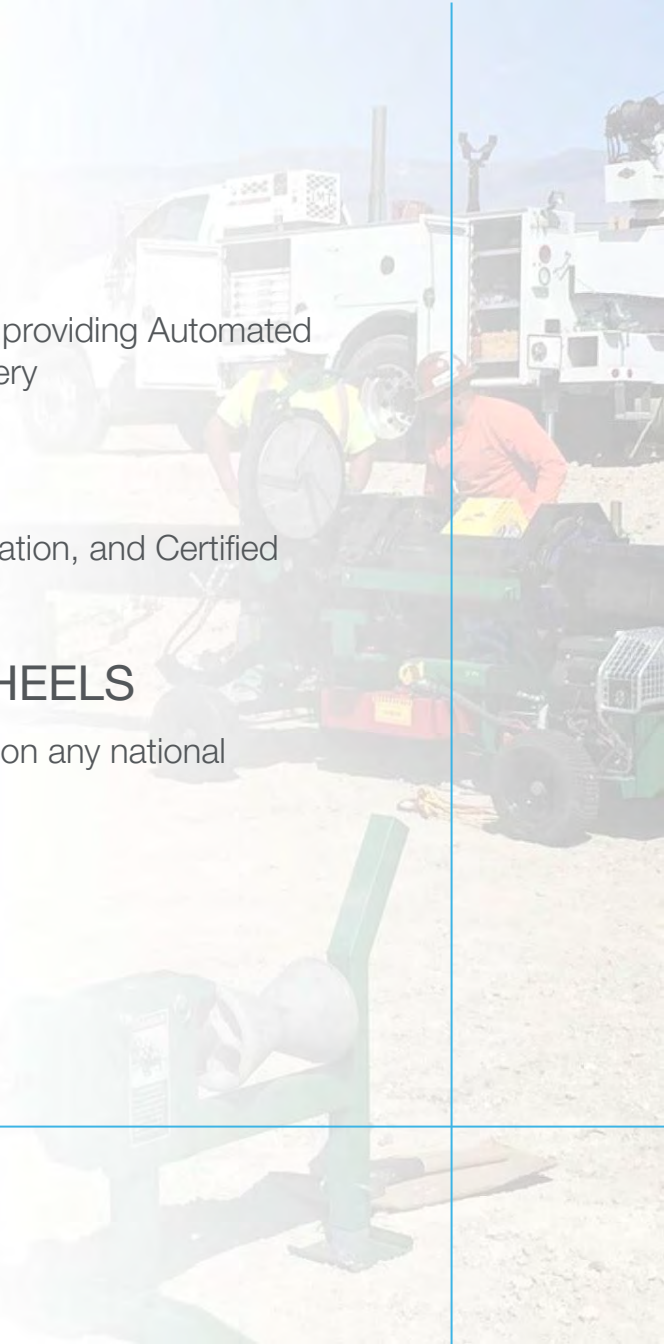 providing Automated
ery
ation, and Certified
HEELS
on any national